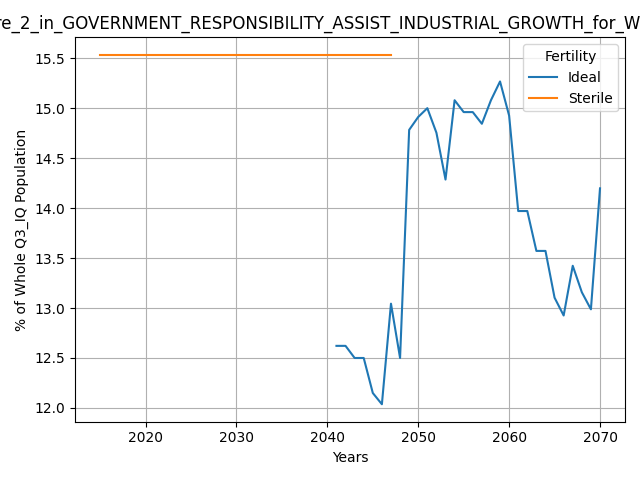 re_2_in_GOVERNMENT_RESPONSIBILITY_ASSIST_INDUSTRIAL_GROWTH_for_W
Fertility
Ideal
Sterile
% of Whole Q3_IQ Population
15.5
15.0
14.5
14.0
13.5
13.0
12.5
12.0
2020 2030 2040 2050 2060 2070
Years